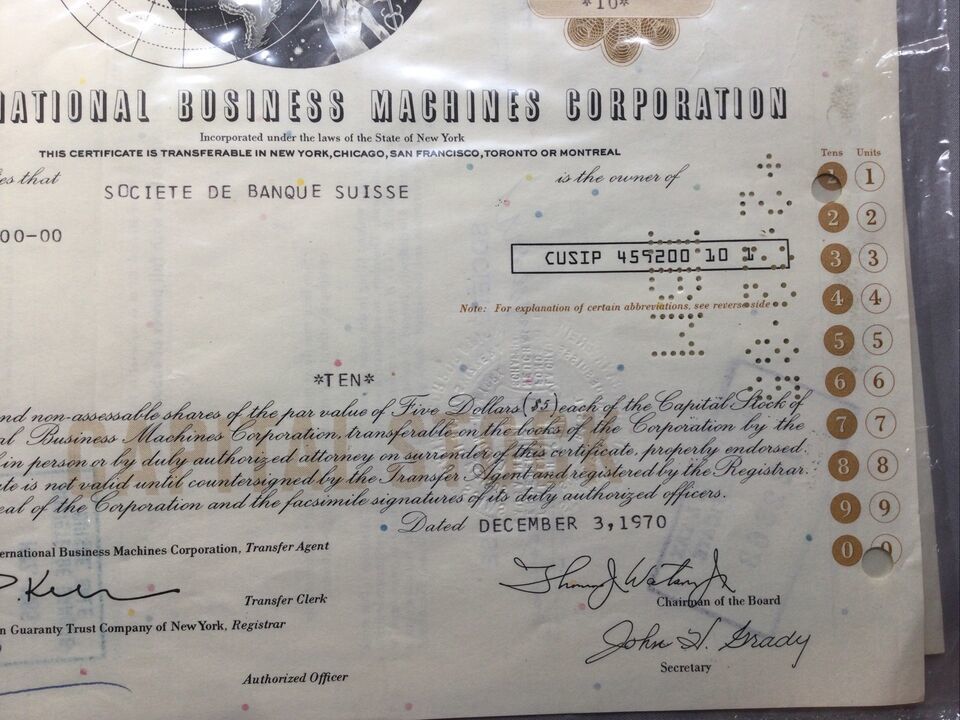 *10*
NATIONAL BUSINESS MACHINES CORPORATION
Incorporated under the laws of the State of New York
THIS CERTIFICATE IS TRANSFERABLE IN NEW YORK, CHICAGO, SAN FRANCISCO, TORONTO OR MONTREAL
es that
SOCIETE DE BANQUE SUISSE
is the owner of
00-00
CUSIP 459200 10 1
Note: For explanation of certain abbreviations, see reverse side.
*TEN*
nd non-assessable shares of the par value of Five Dollars ($5) each of the Capital Stock of
al Business Machines Corporation, transferable on the books of the Corporation by the
in person or by duly authorized attorney on surrender of this certificate, properly endorsed.
te is not valid until countersigned by the Transfer Agent and registered by the Registrar.
eal of the Corporation and the facsimile signatures of its duly authorized officers.
Dated DECEMBER 3, 1970
ernational Business Machines Corporation, Transfer Agent
Transfer Clerk
n Guaranty Trust Company of New York, Registrar
Authorized Officer
Thomas J. Watson Jr
Chairman of the Board
John H. Grady
Secretary
Tens Units
1
2 2
3 3
4 4
5 5
6 6
7 7
8 8
9 9
0 0